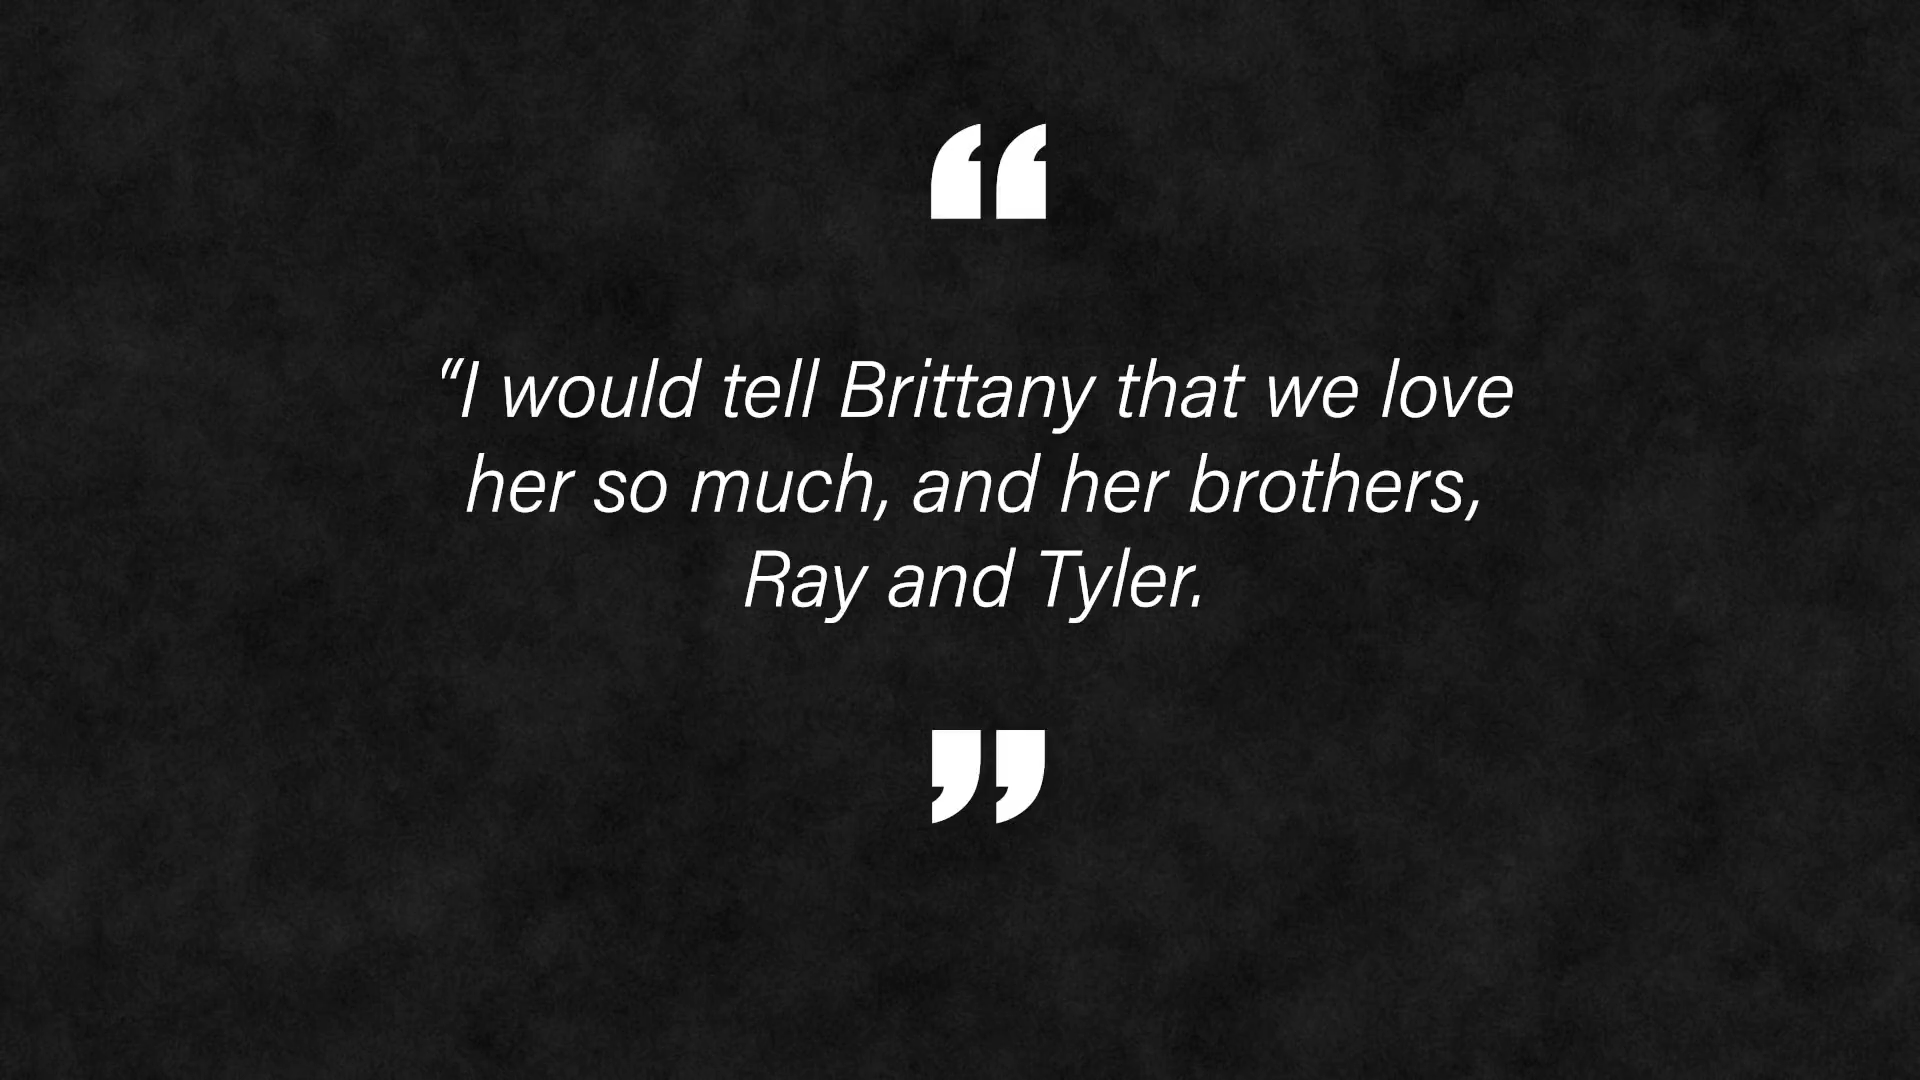 “
“I would tell Brittany that we love
her so much, and her brothers,
Ray and Tyler.
”